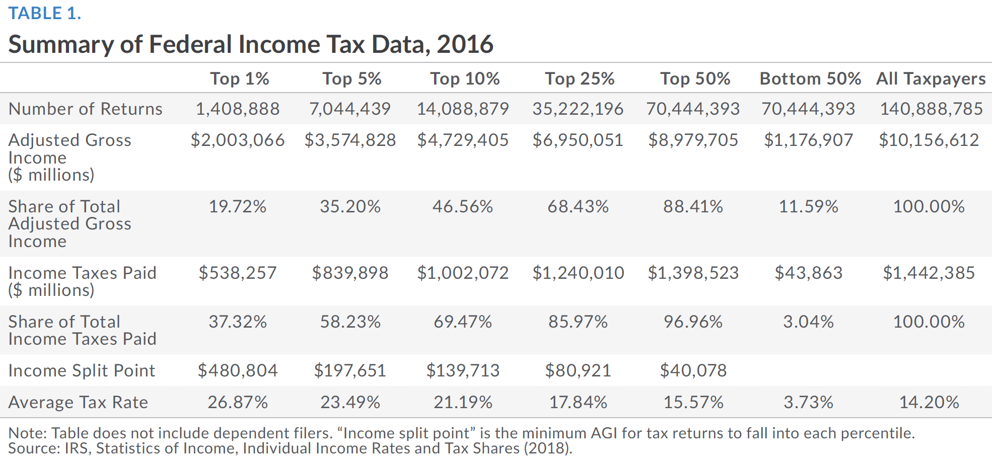 TABLE 1.
Summary of Federal Income Tax Data, 2016
Top 1% Top 5% Top 10% Top 25% Top 50% Bottom 50% All Taxpayers
Number of Returns 1,408,888 7,044,439 14,088,879 35,222,196 70,444,393 70,444,393 140,888,785
Adjusted Gross $2,003,066 $3,574,828 $4,729,405 $6,950,051 $8,979,705 $1,176,907 $10,156,612
Income
($ millions)
Share of Total 19.72% 35.20% 46.56% 68.43% 88.41% 11.59% 100.00%
Adjusted Gross
Income
Income Taxes Paid $538,257 $839,898 $1,002,072 $1,240,010 $1,398,523 $43,863 $1,442,385
($ millions)
Share of Total 37.32% 58.23% 69.47% 85.97% 96.96% 3.04% 100.00%
Income Taxes Paid
Income Split Point $480,804 $197,651 $139,713 $80,921 $40,078
Average Tax Rate 26.87% 23.49% 21.19% 17.84% 15.57% 3.73% 14.20%
Note: Table does not include dependent filers. “Income split point” is the minimum AGI for tax returns to fall into each percentile.
Source: IRS, Statistics of Income, Individual Income Rates and Tax Shares (2018).